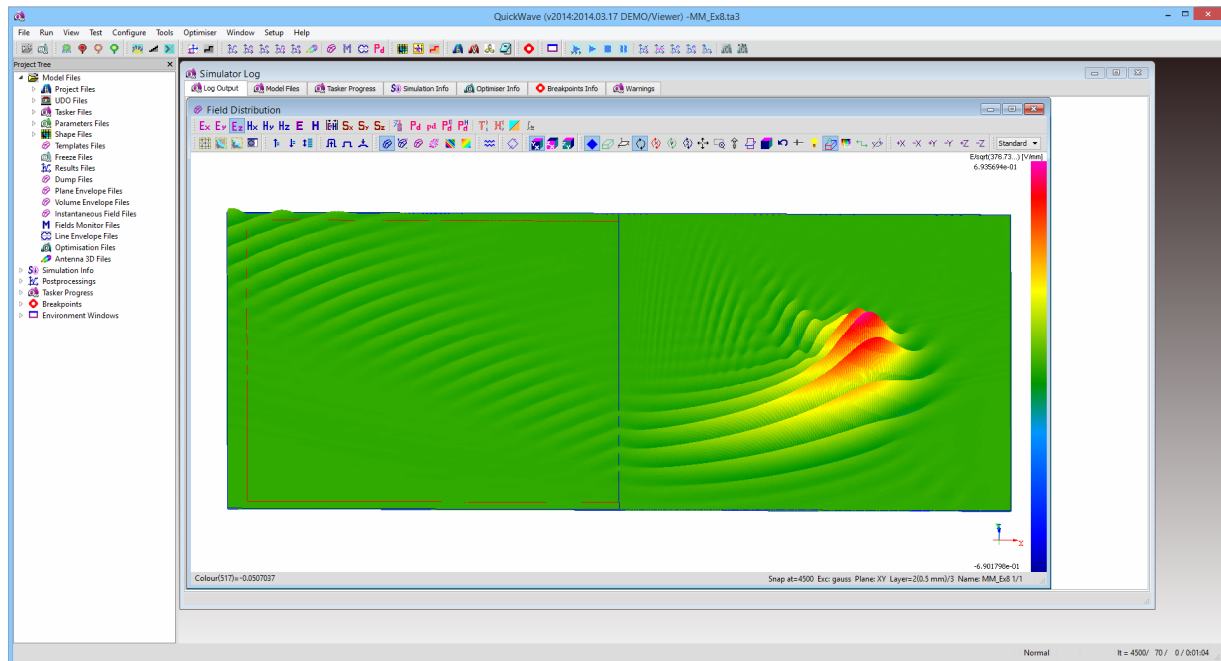 QuickWave (v2014:2014.03.17 DEMO/Viewer) -MM_Ex8.ta3
File Run View Test Configure Tools Optimiser Window Setup Help
Project Tree
Model Files
Project Files
UDO Files
Tasker Files
Parameters Files
Shape Files
Templates Files
Freeze Files
Results Files
Dump Files
Plane Envelope Files
Volume Envelope Files
Instantaneous Field Files
Fields Monitor Files
Line Envelope Files
Optimisation Files
Antenna 3D Files
Simulation Info
Postprocessings
Tasker Progress
Breakpoints
Environment Windows
Simulator Log
Log Output Model Files Tasker Progress Simulation Info Optimiser Info Breakpoints Info Warnings
Field Distribution
Ex Ey Ez Hx Hy Hz E H Sx Sy Sz Pd pd
+X -X +Y -Y +Z -Z Standard
E/sqrt(376.73...) [V/mm]
6.935694e-01
X
-6.901798e-01
Colour(517)=-0.0507037 Snap at=4500 Exc: gauss Plane: XY Layer=2(0.5 mm)/3 Name: MM_Ex8 1/1
Normal It = 4500/ 70 / 0 / 0:01:04